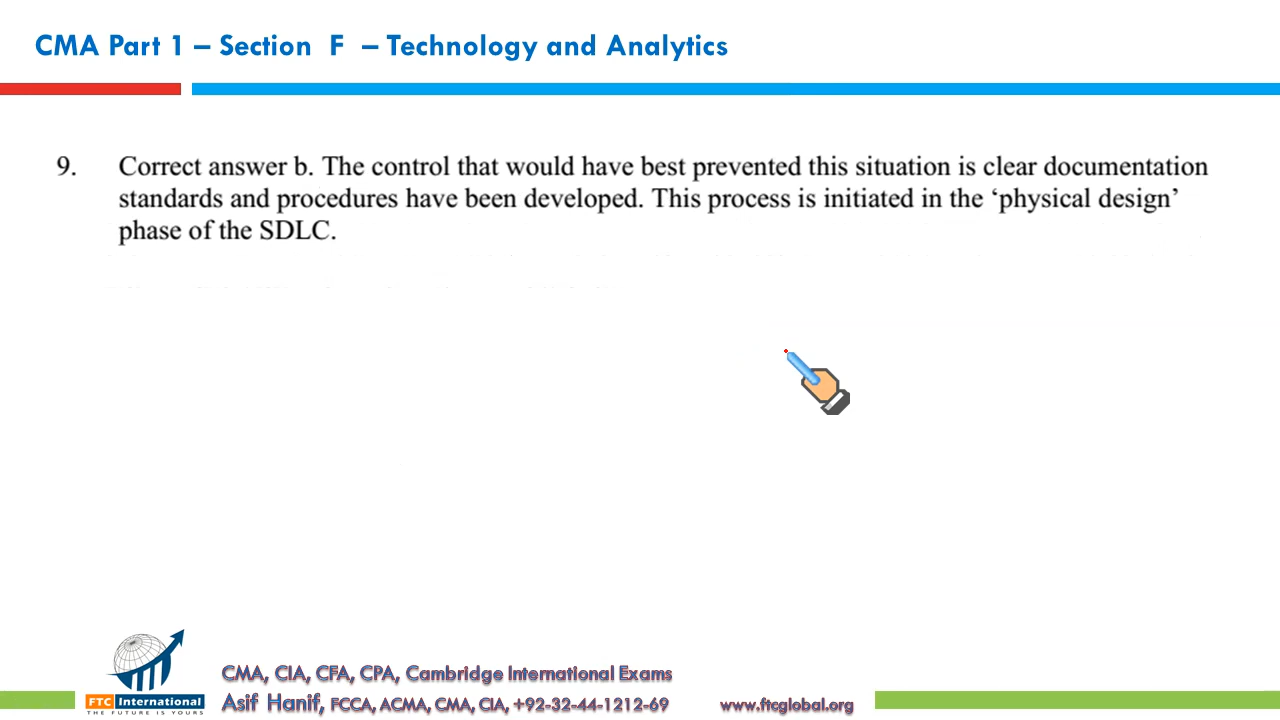 CMA Part 1 – Section F – Technology and Analytics
9. Correct answer b. The control that would have best prevented this situation is clear documentation
standards and procedures have been developed. This process is initiated in the ‘physical design’
phase of the SDLC.
FTC International
THE FUTURE IS YOURS
CMA, CIA, CFA, CPA, Cambridge International Exams
Asif Hanif, FCCA, ACMA, CMA, CIA, +92-32-44-1212-69 www.ftcglobal.org